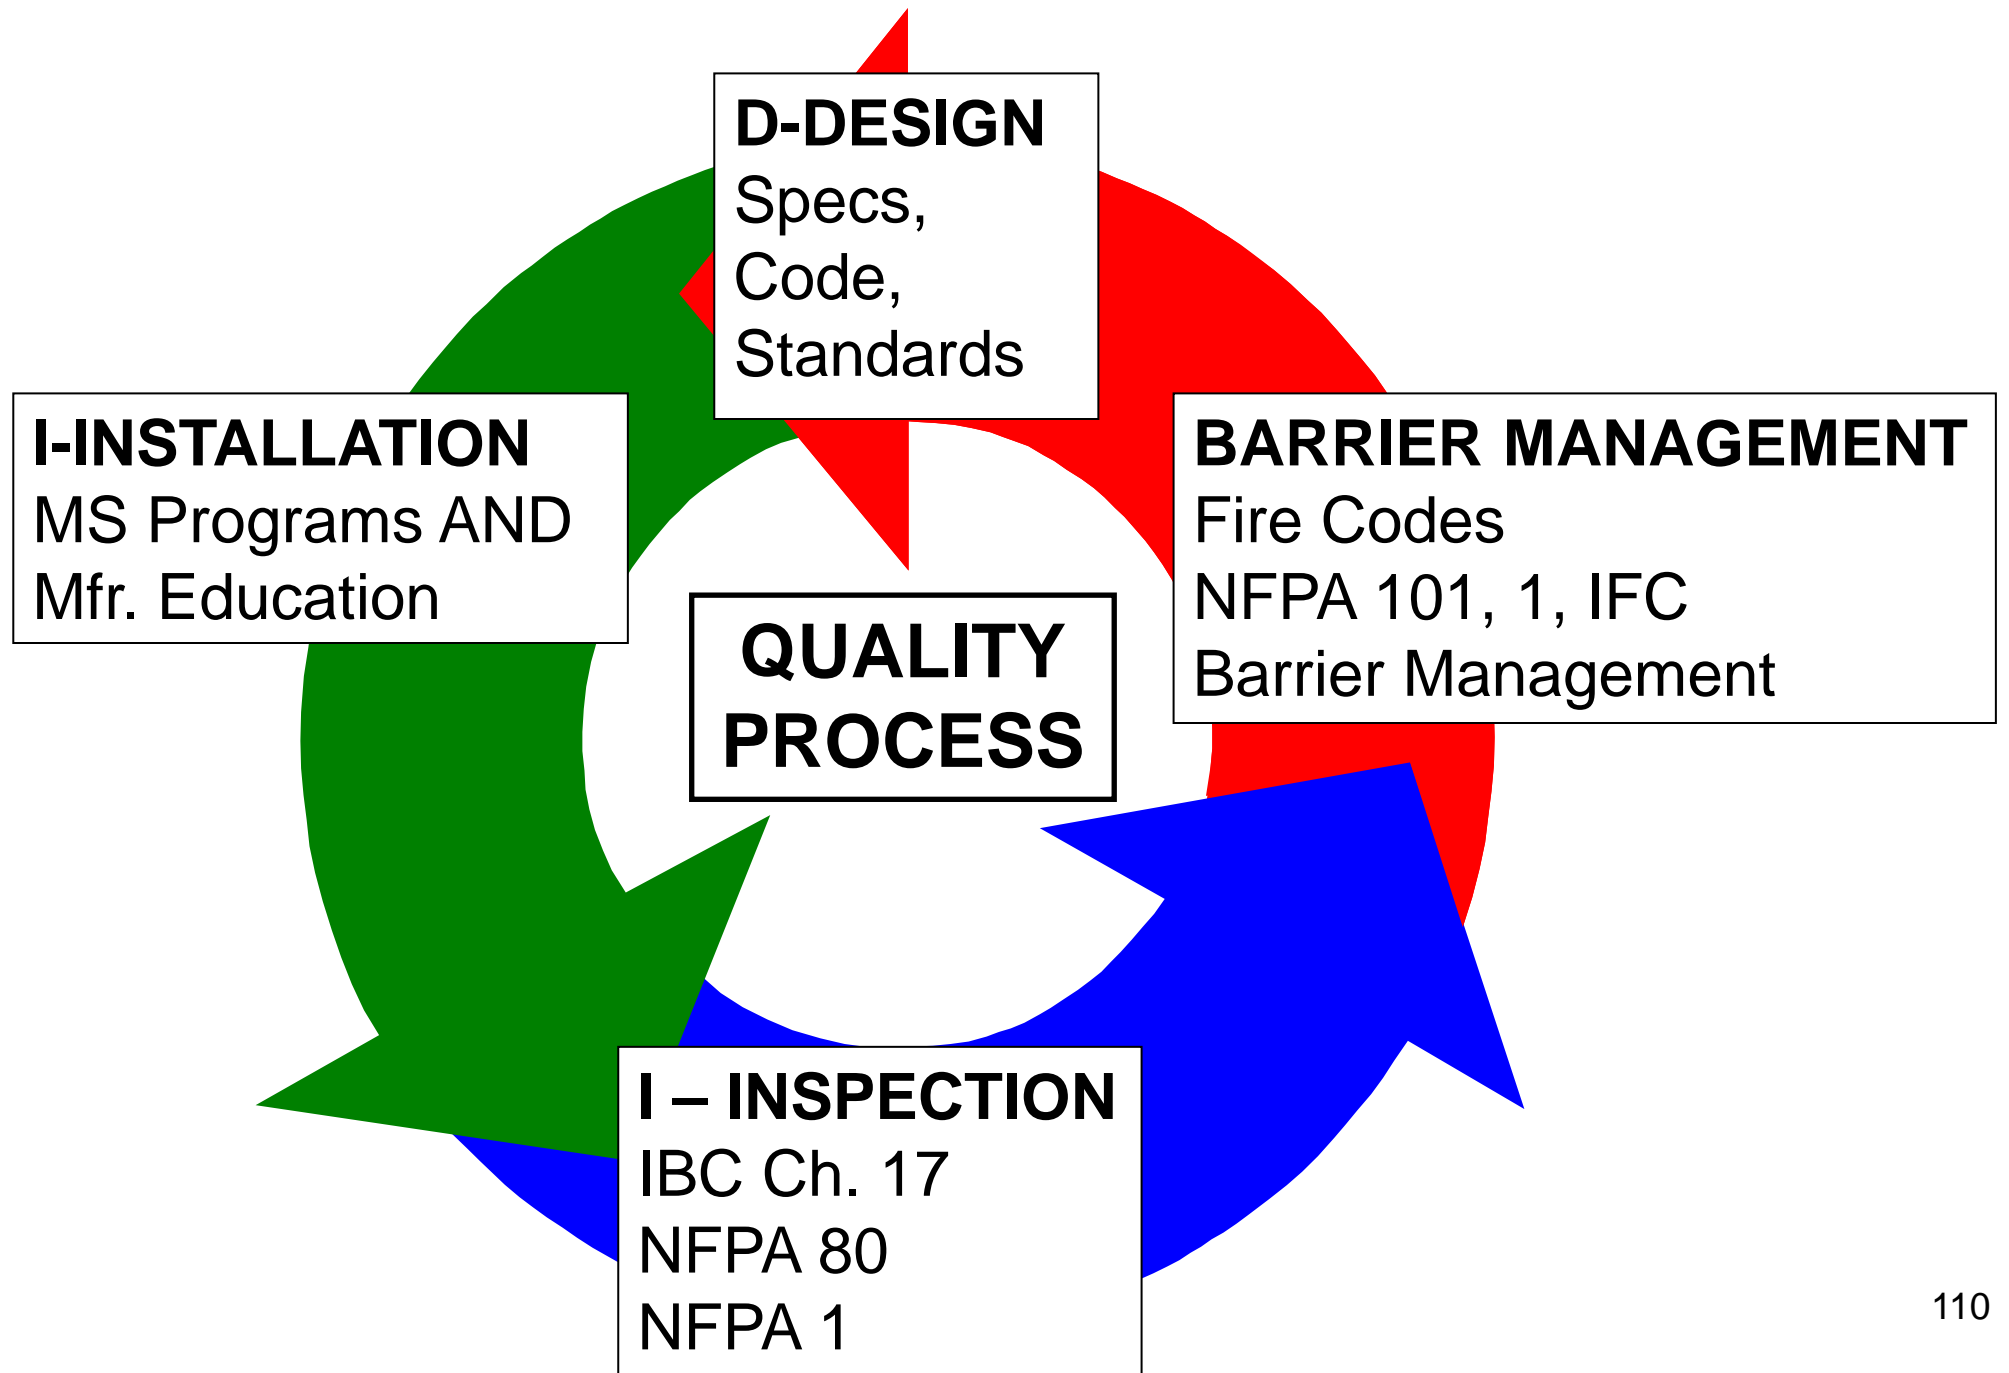 D-DESIGN
Specs,
Code,
Standards
I-INSTALLATION
MS Programs AND
Mfr. Education
BARRIER MANAGEMENT
Fire Codes
NFPA 101, 1, IFC
Barrier Management
QUALITY
PROCESS
I – INSPECTION
IBC Ch. 17
NFPA 80
NFPA 1
110